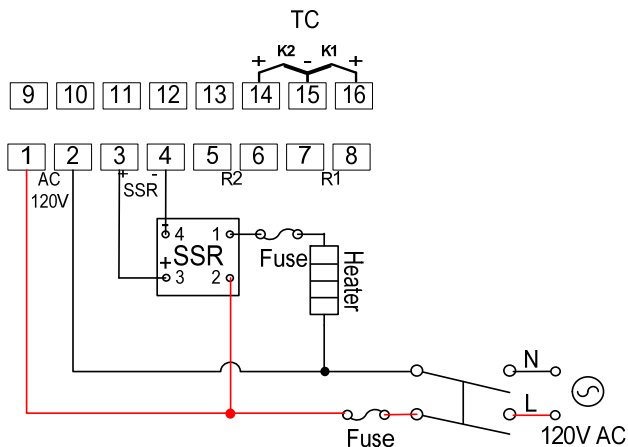 TC
+ K2 - K1 +
9 10 11 12 13 14 15 16
1 2 3 4 5 6 7 8
AC 120V
+ SSR -
R2
R1
- 4 1
SSR
+ 3 2
Fuse
Heater
N
L
Fuse
120V AC